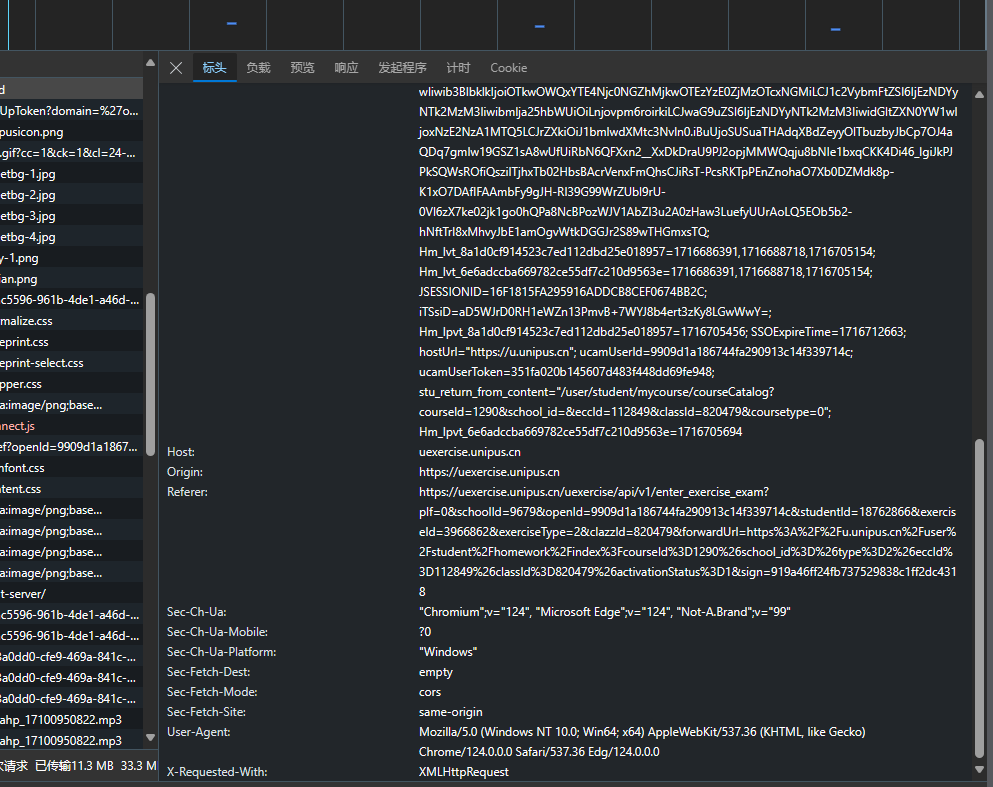 标头 负载 预览 响应 发起程序 计时 Cookie
d
UpToken?domain=%27o...
pusicon.png
.gif?cc=1&ck=1&cl=24-...
etbg-1.jpg
etbg-2.jpg
etbg-3.jpg
etbg-4.jpg
y-1.png
ian.png
c5596-961b-4de1-a46d-...
malize.css
eprint.css
eprint-select.css
pper.css
a:image/png;base...
nect.js
ef?openId=9909d1a1867...
nfont.css
tent.css
a:image/png;base...
a:image/png;base...
a:image/png;base...
a:image/png;base...
t-server/
c5596-961b-4de1-a46d-...
c5596-961b-4de1-a46d-...
3a0dd0-cfe9-469a-841c-...
3a0dd0-cfe9-469a-841c-...
3a0dd0-cfe9-469a-841c-...
ahp_17100950822.mp3
ahp_17100950822.mp3
次请求 已传输11.3 MB 33.3 M
Hm_lvt_8a1d0cf914523c7ed112dbd25e018957=1716686391,1716688718,1716705154;
Hm_lvt_6e6adccba669782ce55df7c210d9563e=1716686391,1716688718,1716705154;
JSESSIONID=16F1815FA295916ADDCB8CEF0674BB2C;
iTSsiD=aD5WJrD0RH1eWZn13PmvB+7WYJ8b4ert3zKy8LGwWwY=;
Hm_lpvt_8a1d0cf914523c7ed112dbd25e018957=1716705456; SSOExpireTime=1716712663;
hostUrl="https://u.unipus.cn"; ucamUserId=9909d1a186744fa290913c14f339714c;
ucamUserToken=351fa020b145607d483f448dd69fe948;
stu_return_from_content="/user/student/mycourse/courseCatalog?
courseId=1290&school_id=&eccId=112849&classId=820479&coursetype=0";
Hm_lpvt_6e6adccba669782ce55df7c210d9563e=1716705694
Host: uexercise.unipus.cn
Origin: https://uexercise.unipus.cn
Referer: https://uexercise.unipus.cn/uexercise/api/v1/enter_exercise_exam?
plf=0&schoolId=9679&openId=9909d1a186744fa290913c14f339714c&studentId=18762866&exercis
eId=3966862&exerciseType=2&clazzId=820479&forwardUrl=https%3A%2F%2Fu.unipus.cn%2Fuser%
2Fstudent%2Fhomework%2Findex%3FcourseId%3D1290%26school_id%3D%26type%3D2%26eccId%
3D112849%26classId%3D820479%26activationStatus%3D1&sign=919a46ff24fb737529838c1ff2dc431
8
Sec-Ch-Ua: "Chromium";v="124", "Microsoft Edge";v="124", "Not-A.Brand";v="99"
Sec-Ch-Ua-Mobile: ?0
Sec-Ch-Ua-Platform: "Windows"
Sec-Fetch-Dest: empty
Sec-Fetch-Mode: cors
Sec-Fetch-Site: same-origin
User-Agent: Mozilla/5.0 (Windows NT 10.0; Win64; x64) AppleWebKit/537.36 (KHTML, like Gecko)
Chrome/124.0.0.0 Safari/537.36 Edg/124.0.0.0
X-Requested-With: XMLHttpRequest